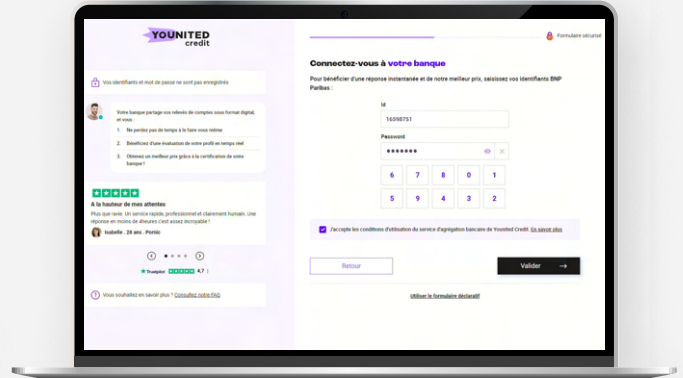 YOUNITED
credit
Vos identifiants et mot de passe ne sont pas enregistrés
Votre banque partage vos relevés de comptes sous format digital,
et vous :
1. Ne perdez pas de temps à le faire vous même
2. Bénéficiez d'une évaluation de votre profil en temps réel
3. Obtenez un meilleur prix grâce à la certification de votre
banque !
A la hauteur de mes attentes
Plus que ravie. Un service rapide, professionnel et clairement humain. Une
réponse en moins de 4heures c'est assez incroyable !
Isabelle . 28 ans . Pornic
Trustpilot 4,7 |
Vous souhaitez en savoir plus ? Consultez notre FAQ
Formulaire sécurisé
Connectez-vous à votre banque
Pour bénéficier d'une réponse instantanée et de notre meilleur prix, saisissez vos identifiants BNP
Paribas :
Id
16598751
Password
6 7 8 0 1
5 9 4 3 2
J'accepte les conditions d'utilisation du service d'agrégation bancaire de Younited Credit. En savoir plus
Retour
Valider →
Utiliser le formulaire déclaratif